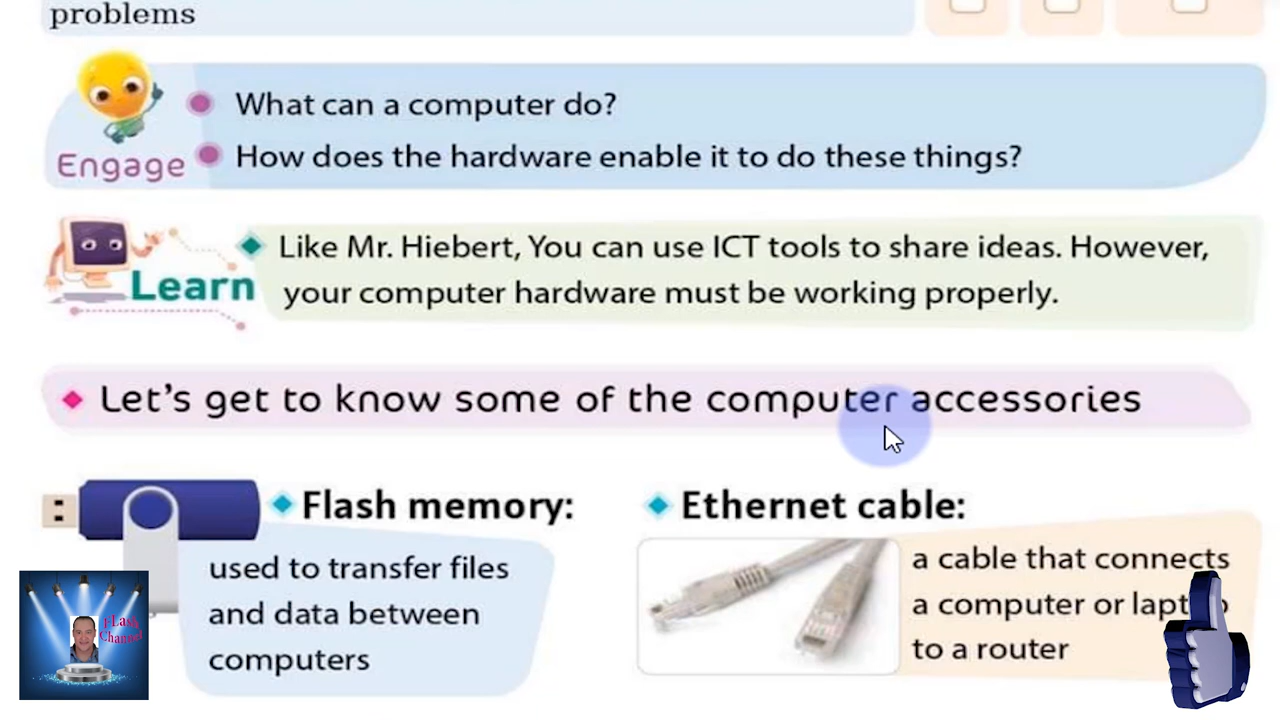 problems
What can a computer do?
Engage
How does the hardware enable it to do these things?
Learn
Like Mr. Hiebert, You can use ICT tools to share ideas. However,
your computer hardware must be working properly.
Let's get to know some of the computer accessories
Flash memory:
used to transfer files
and data between
computers
Ethernet cable:
a cable that connects
a computer or laptop
to a router
FLash
Channel